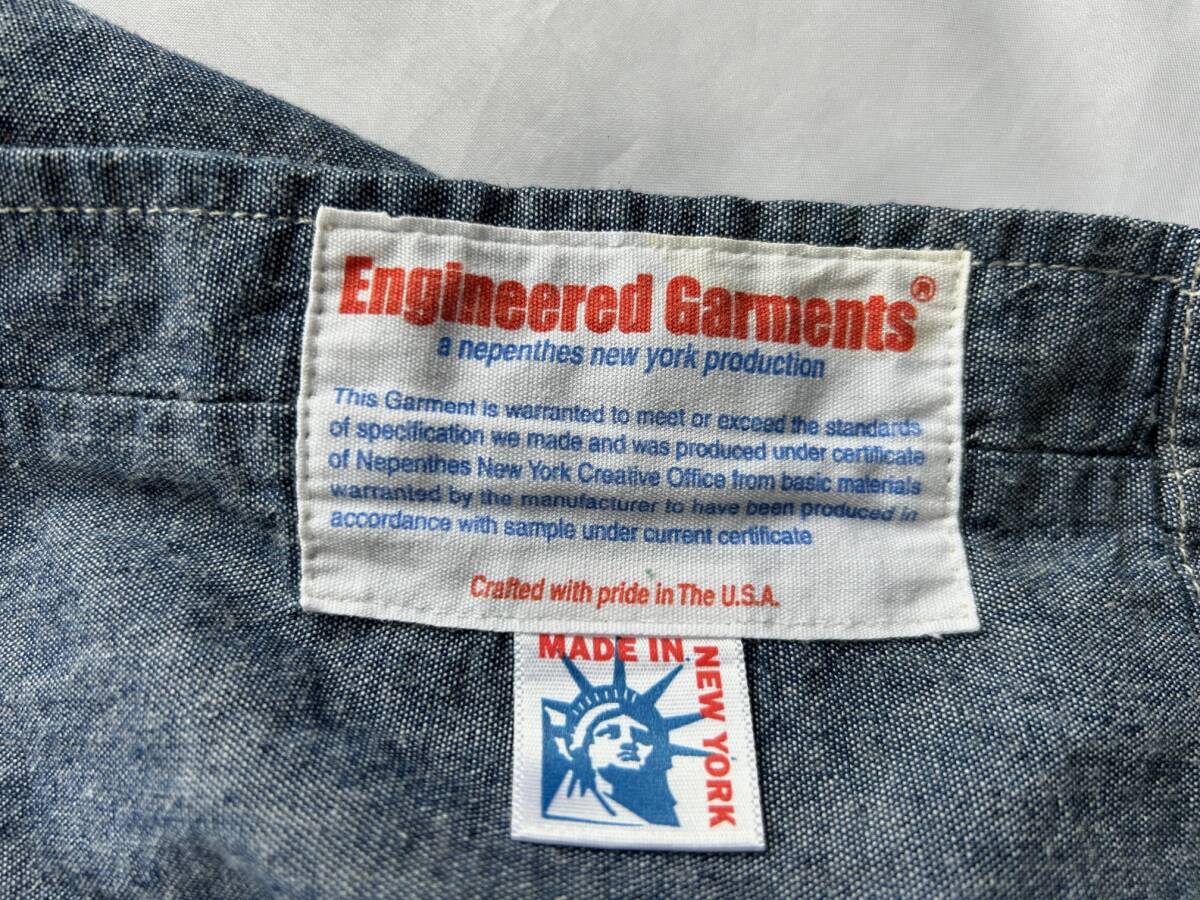 Engineered Garments®
a nepenthes new york production
This Garment is warranted to meet or exceed the standards
of specification we made and was produced under certificate
of Nepenthes New York Creative Office from basic materials
warranted by the manufacturer to have been produced in
accordance with sample under current certificate
Crafted with pride in The U.S.A.
MADE IN
NEW YORK